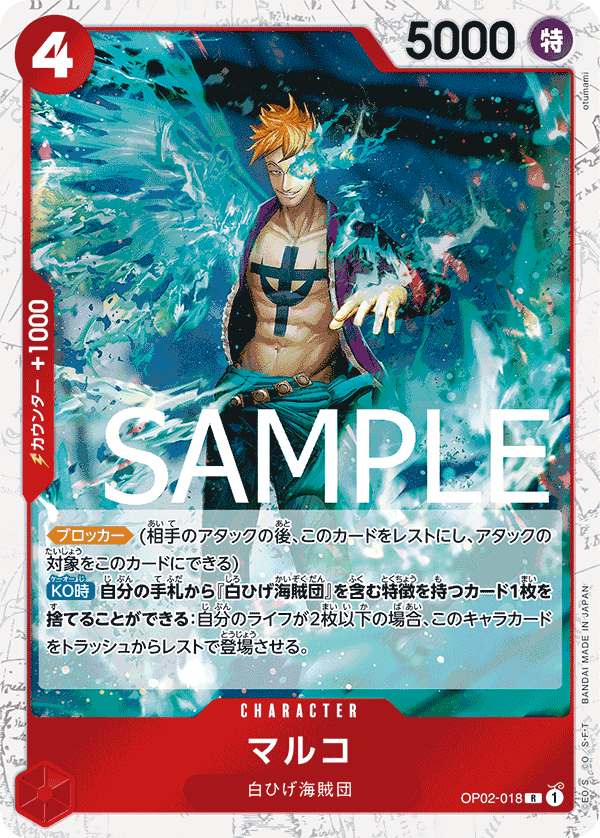 4
5000 特
otumami
カウンター +1000
SAMPLE
ブロッカー (相手のアタックの後、このカードをレストにし、アタックの
対象をこのカードにできる)
KO時 自分の手札から『白ひげ海賊団』を含む特徴を持つカード1枚を
捨てることができる:自分のライフが2枚以下の場合、このキャラカード
をトラッシュからレストで登場させる。
CHARACTER
マルコ
白ひげ海賊団
OP02-018 R 1
©E.O./S.,F.,T. BANDAI MADE IN JAPAN